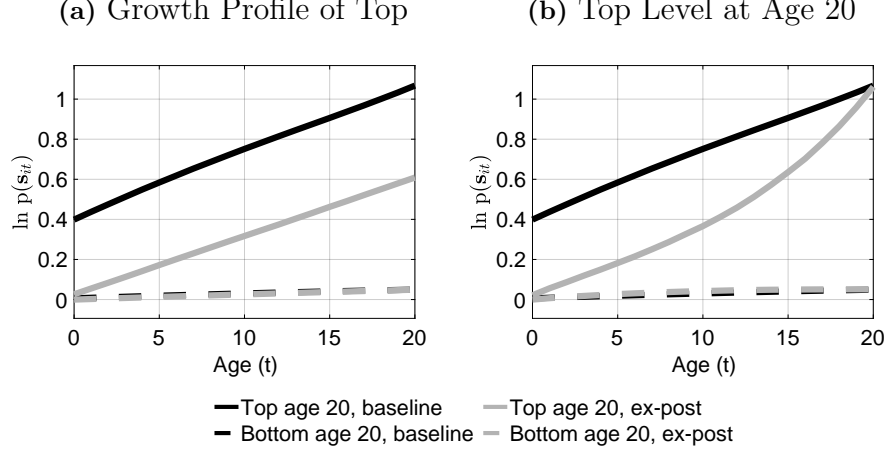 (a) Growth Profile of Top
(b) Top Level at Age 20
ln p(s_it)
1
0.8
0.6
0.4
0.2
0
0 5 10 15 20
Age (t)
ln p(s_it)
1
0.8
0.6
0.4
0.2
0
0 5 10 15 20
Age (t)
Top age 20, baseline
Top age 20, ex-post
Bottom age 20, baseline
Bottom age 20, ex-post